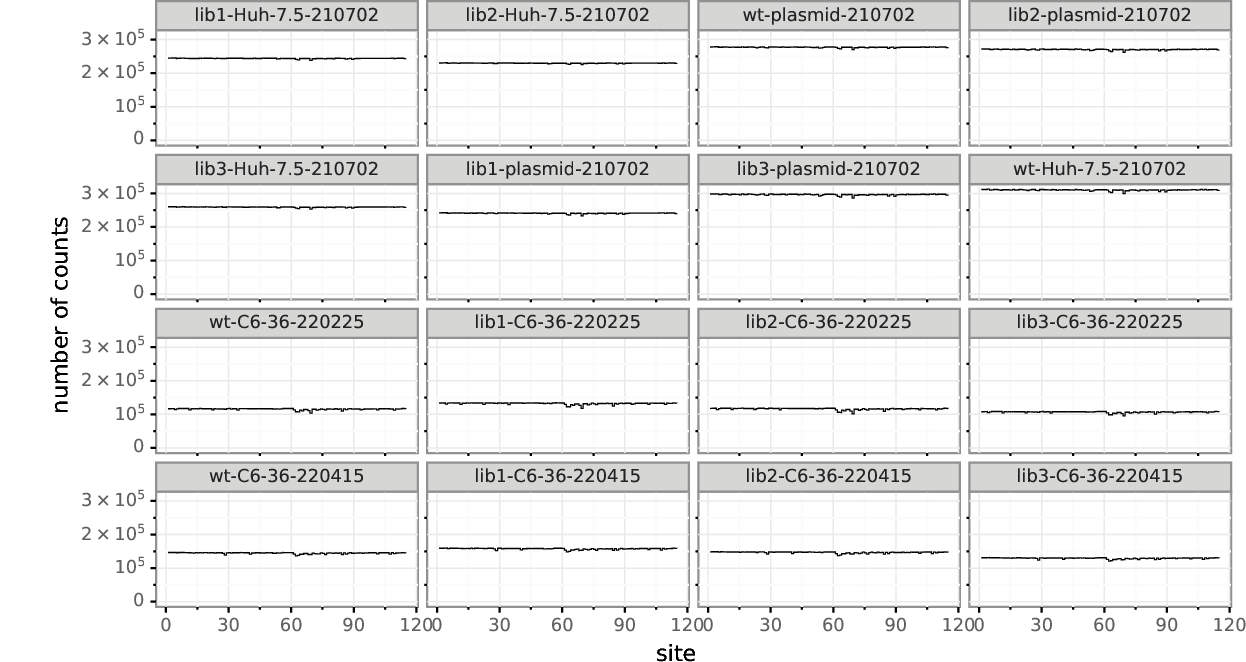 lib1-Huh-7.5-210702 lib2-Huh-7.5-210702 wt-plasmid-210702 lib2-plasmid-210702
3 × 10⁵
2 × 10⁵
10⁵
0
lib3-Huh-7.5-210702 lib1-plasmid-210702 lib3-plasmid-210702 wt-Huh-7.5-210702
3 × 10⁵
2 × 10⁵
10⁵
0
number of counts
wt-C6-36-220225 lib1-C6-36-220225 lib2-C6-36-220225 lib3-C6-36-220225
3 × 10⁵
2 × 10⁵
10⁵
0
wt-C6-36-220415 lib1-C6-36-220415 lib2-C6-36-220415 lib3-C6-36-220415
3 × 10⁵
2 × 10⁵
10⁵
0
0 30 60 90 120 0 30 60 90 120 0 30 60 90 120 0 30 60 90 120
site